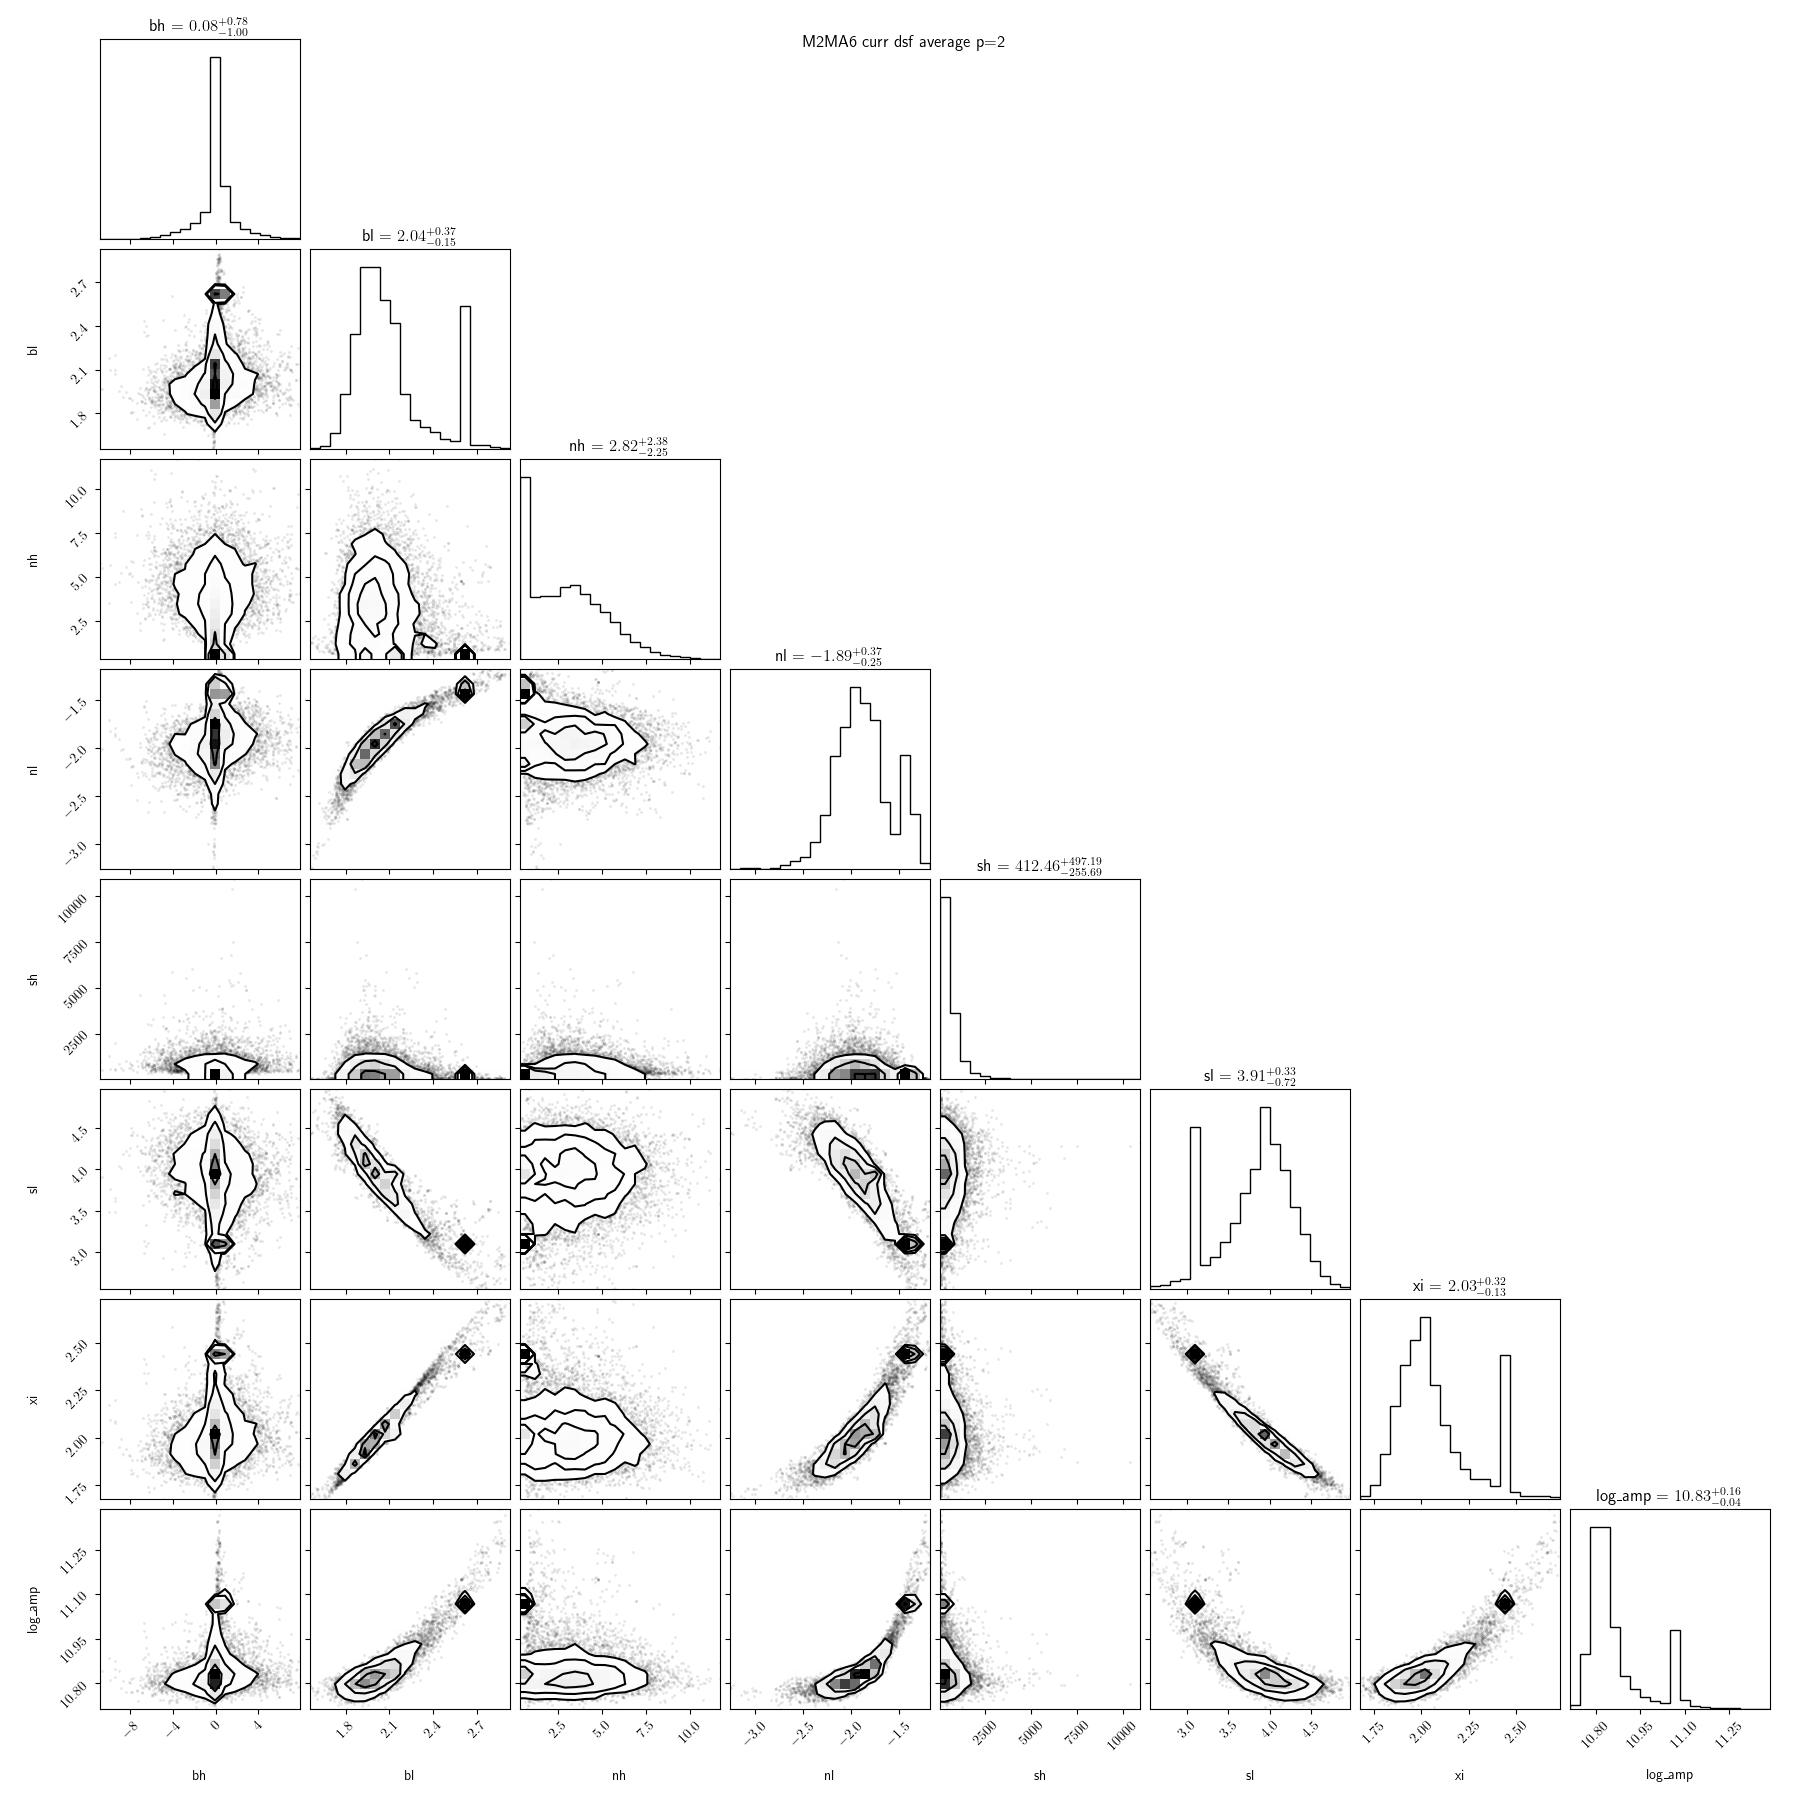 bh = 0.08+0.78 −1.00
M2MA6 curr dsf average p=2
bl = 2.04+0.37 −0.15
bl
2.7
2.4
2.1
1.8
nh = 2.82+2.38 −2.25
nh
10.0
7.5
5.0
2.5
nl = −1.89+0.37 −0.25
nl
−1.5
−2.0
−2.5
−3.0
sh = 412.46+497.19 −255.69
sh
10000
7500
5000
2500
sl = 3.91+0.33 −0.72
sl
4.5
4.0
3.5
3.0
xi = 2.03+0.32 −0.13
xi
2.50
2.25
2.00
1.75
log_amp = 10.83+0.16 −0.04
log_amp
11.25
11.10
10.95
10.80
−8 −4 0 4
1.8 2.1 2.4 2.7
2.5 5.0 7.5 10.0
−3.0 −2.5 −2.0 −1.5
2500 5000 7500 10000
3.0 3.5 4.0 4.5
1.75 2.00 2.25 2.50
10.80 10.95 11.10 11.25
bh bl nh nl sh sl xi log_amp